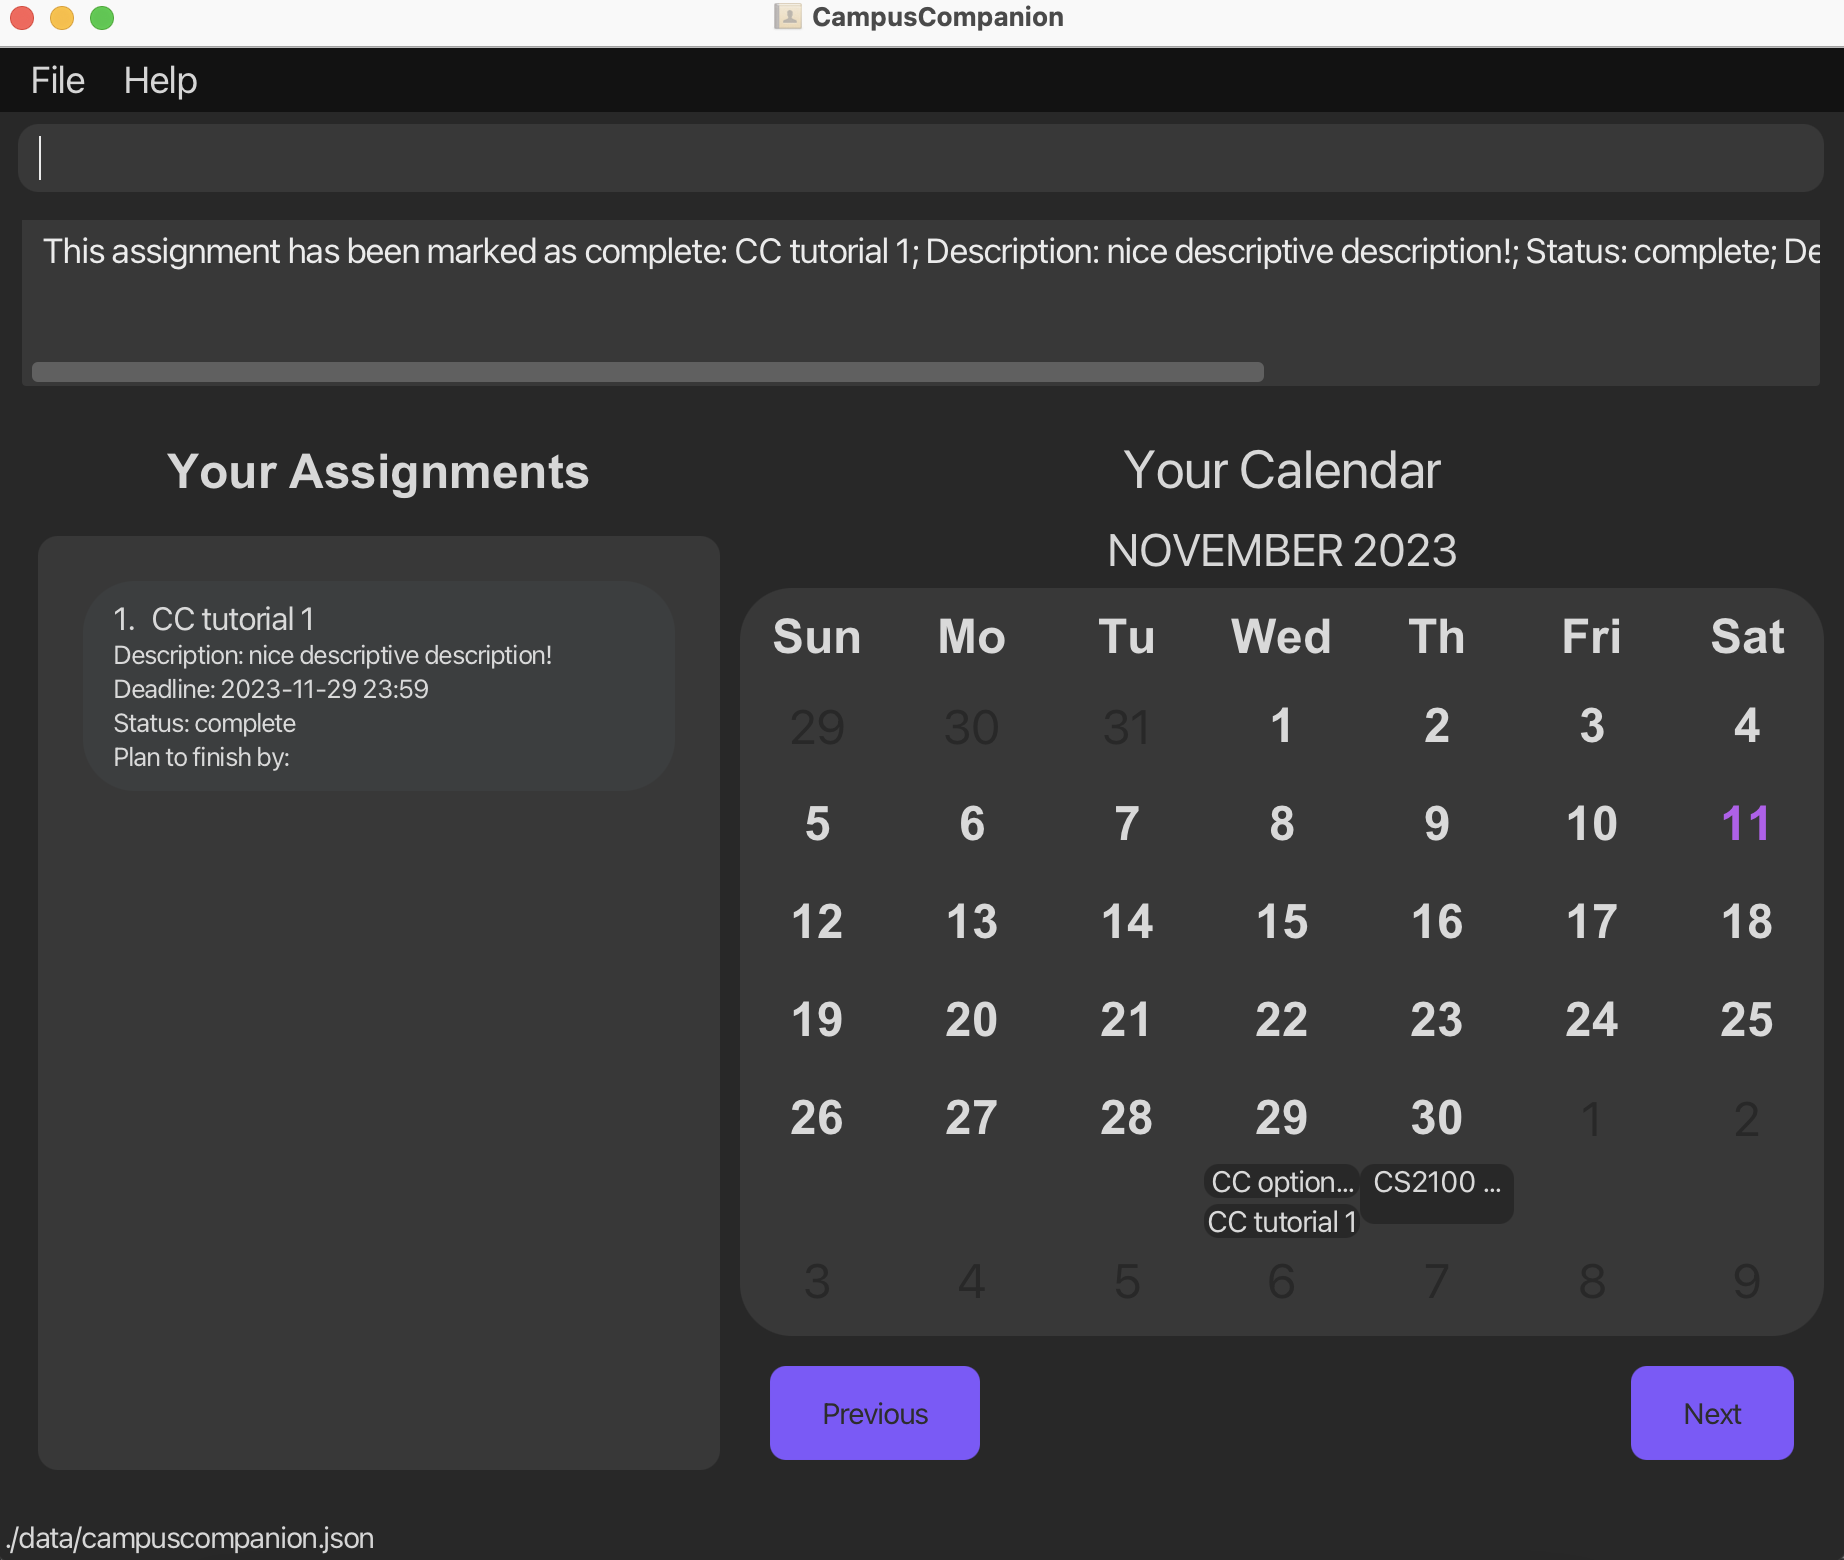 CampusCompanion
File Help
This assignment has been marked as complete: CC tutorial 1; Description: nice descriptive description!; Status: complete; De
Your Assignments
1. CC tutorial 1
Description: nice descriptive description!
Deadline: 2023-11-29 23:59
Status: complete
Plan to finish by:
Your Calendar
NOVEMBER 2023
Sun Mo Tu Wed Th Fri Sat
29 30 31 1 2 3 4
5 6 7 8 9 10 11
12 13 14 15 16 17 18
19 20 21 22 23 24 25
26 27 28 29 30 1 2
CC option... CS2100 ...
CC tutorial 1
3 4 5 6 7 8 9
Previous Next
./data/campuscompanion.json